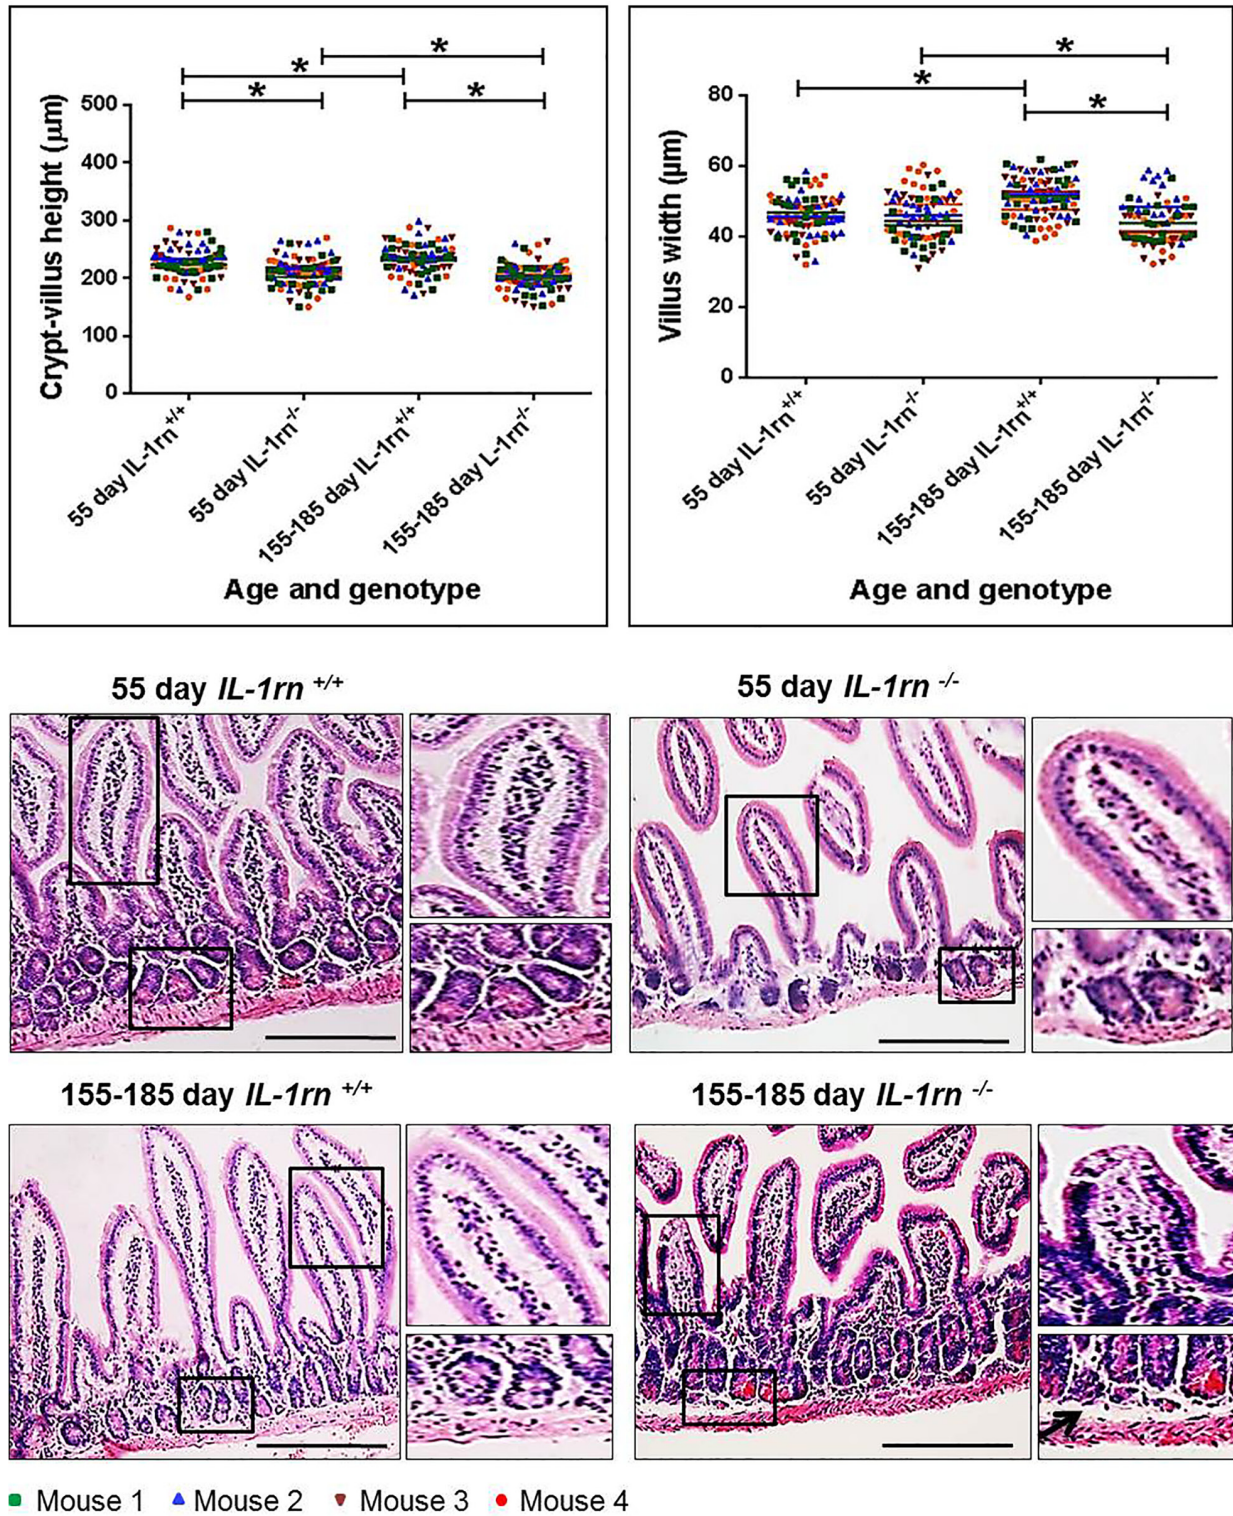 *
*
*
*
Crypt-villus height (µm)
500
400
300
200
100
0
55 day IL-1rn+/+
55 day IL-1rn-/-
155-185 day IL-1rn+/+
155-185 day L-1rn-/-
Age and genotype
*
*
*
Villus width (µm)
80
60
40
20
0
55 day IL-1rn+/+
55 day IL-1rn-/-
155-185 day IL-1rn+/+
155-185 day IL-1rn-/-
Age and genotype
55 day IL-1rn +/+
55 day IL-1rn -/-
155-185 day IL-1rn +/+
155-185 day IL-1rn -/-
Mouse 1 Mouse 2 Mouse 3 Mouse 4